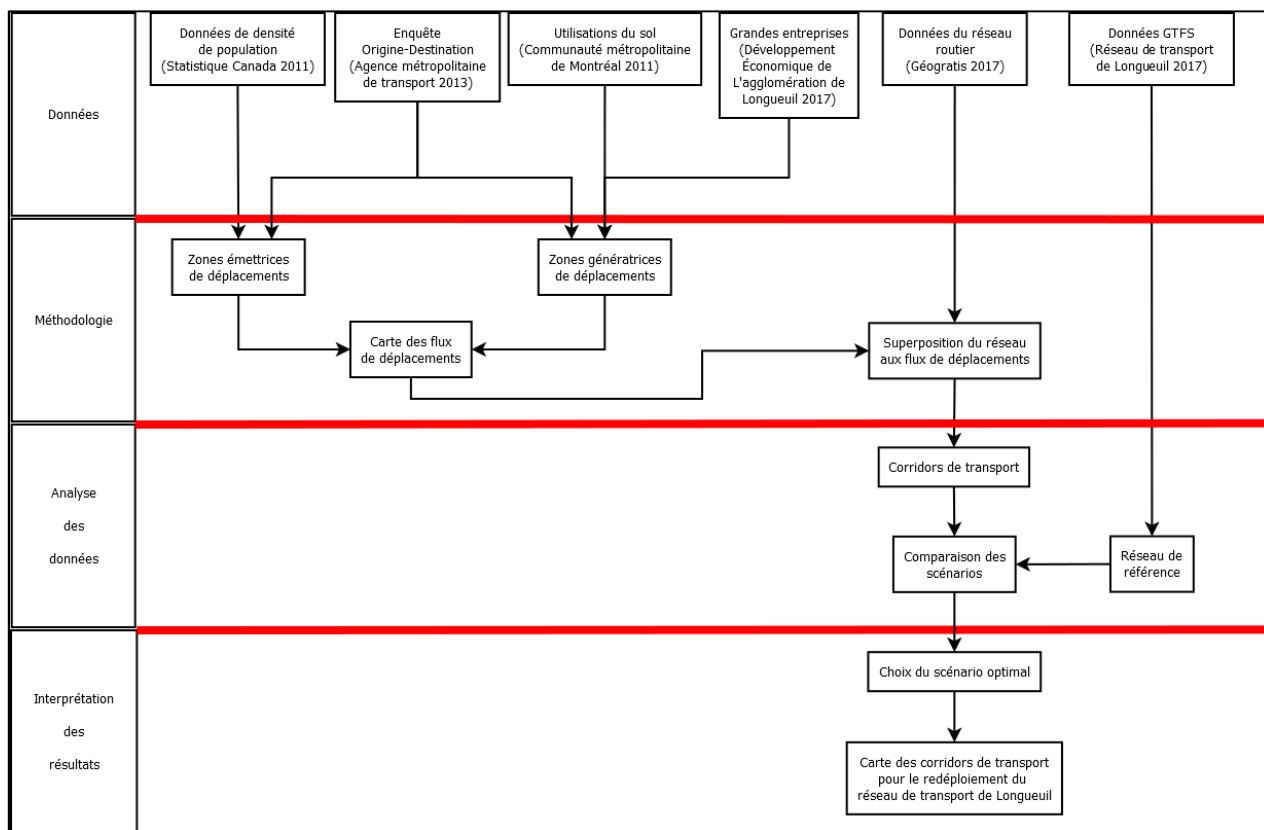 Données de densité
de population
(Statistique Canada 2011)
Enquête
Origine-Destination
(Agence métropolitaine
de transport 2013)
Utilisations du sol
(Communauté métropolitaine
de Montréal 2011)
Grandes entreprises
(Développement
Économique de
L'agglomération de
Longueuil 2017)
Données du réseau
routier
(Géogratis 2017)
Données GTFS
(Réseau de transport
de Longueuil 2017)
Données
Zones émettrices
de déplacements
Zones génératrices
de déplacements
Méthodologie
Carte des flux
de déplacements
Superposition du réseau
aux flux de déplacements
Analyse
des
données
Corridors de transport
Comparaison des
scénarios
Réseau de
référence
Interprétation
des
résultats
Choix du scénario optimal
Carte des corridors de transport
pour le redéploiement du
réseau de transport de Longueuil